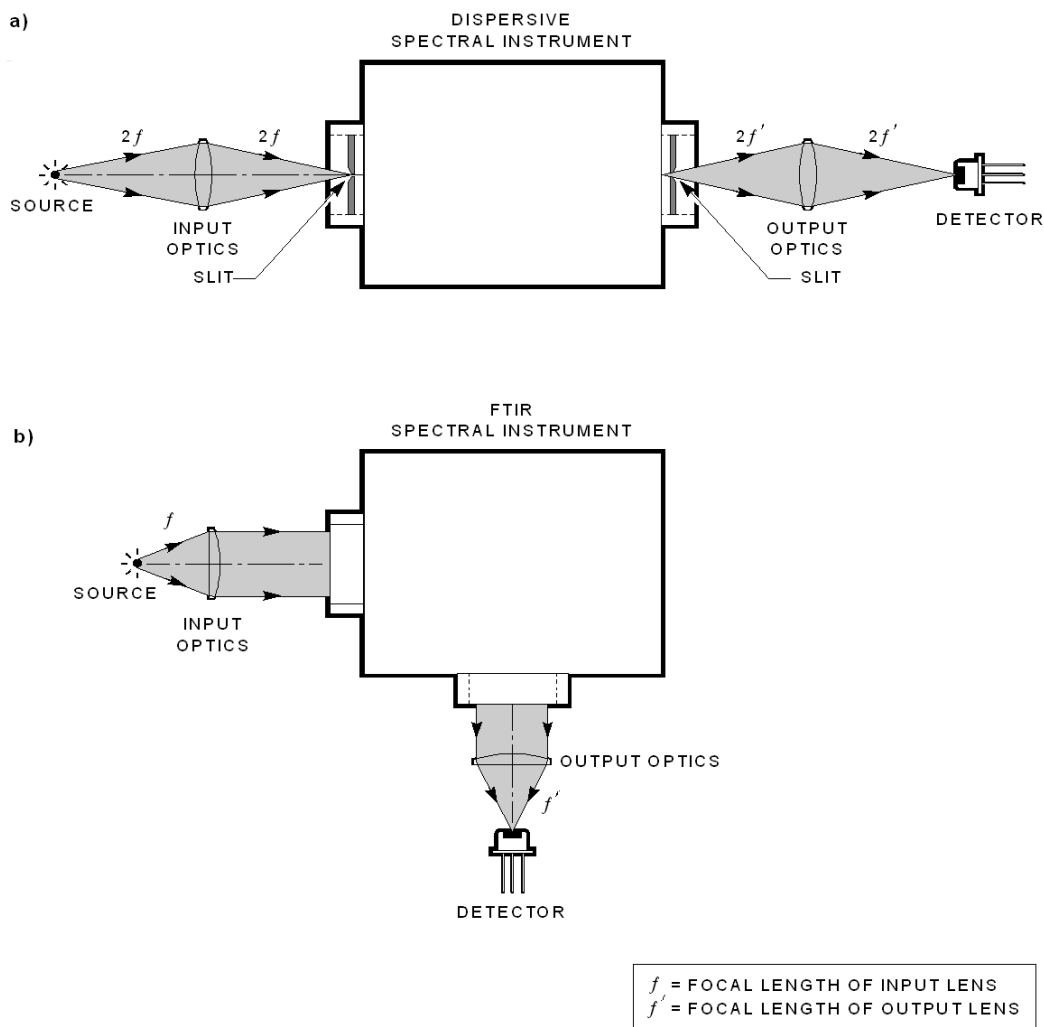 a)
DISPERSIVE
SPECTRAL INSTRUMENT
2f
2f
2f'
2f'
SOURCE
INPUT
OPTICS
SLIT
OUTPUT
OPTICS
SLIT
DETECTOR
b)
FTIR
SPECTRAL INSTRUMENT
f
SOURCE
INPUT
OPTICS
OUTPUT OPTICS
f'
DETECTOR
f = FOCAL LENGTH OF INPUT LENS
f' = FOCAL LENGTH OF OUTPUT LENS